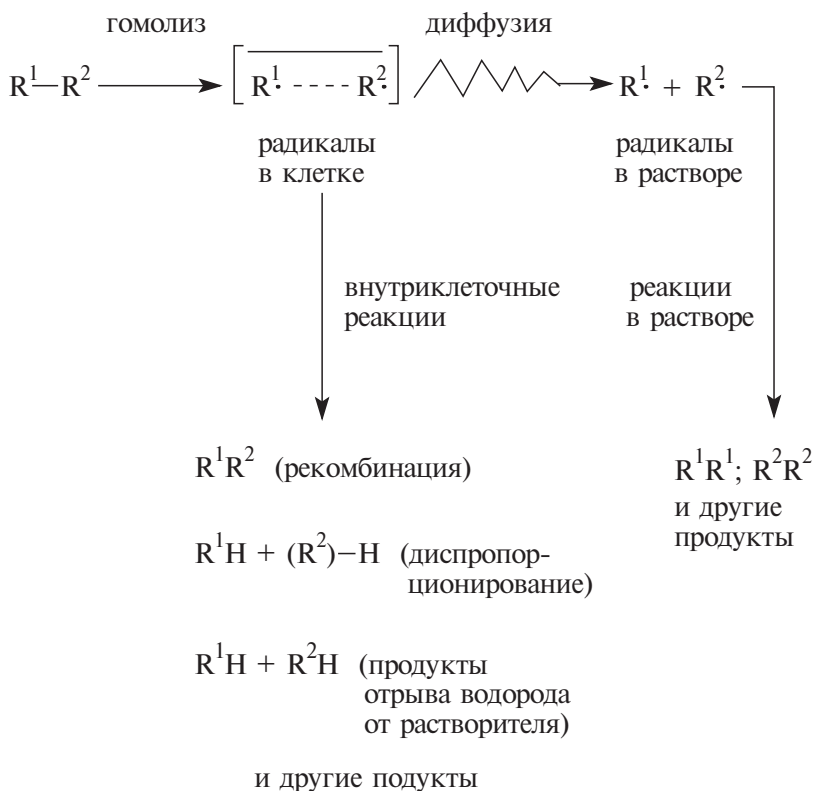 гомолиз диффузия
R¹—R² [R¹· ---- R²·] R¹· + R²·
радикалы радикалы
в клетке в растворе
внутриклеточные реакции
реакции в растворе
R¹R² (рекомбинация) R¹R¹; R²R²
и другие
продукты
R¹H + (R²)−H (диспропор-
ционирование)
R¹H + R²H (продукты
отрыва водорода
от растворителя)
и другие подукты